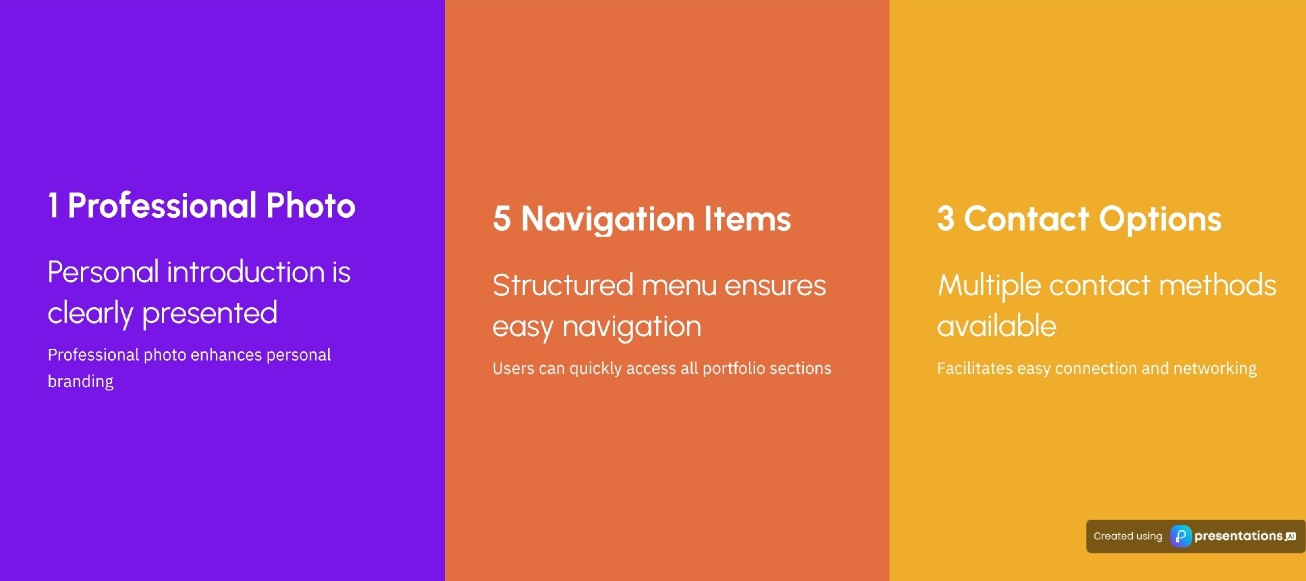 1 Professional Photo
Personal introduction is
clearly presented
Professional photo enhances personal
branding
5 Navigation Items
Structured menu ensures
easy navigation
Users can quickly access all portfolio sections
3 Contact Options
Multiple contact methods
available
Facilitates easy connection and networking
Created using presentations.AI